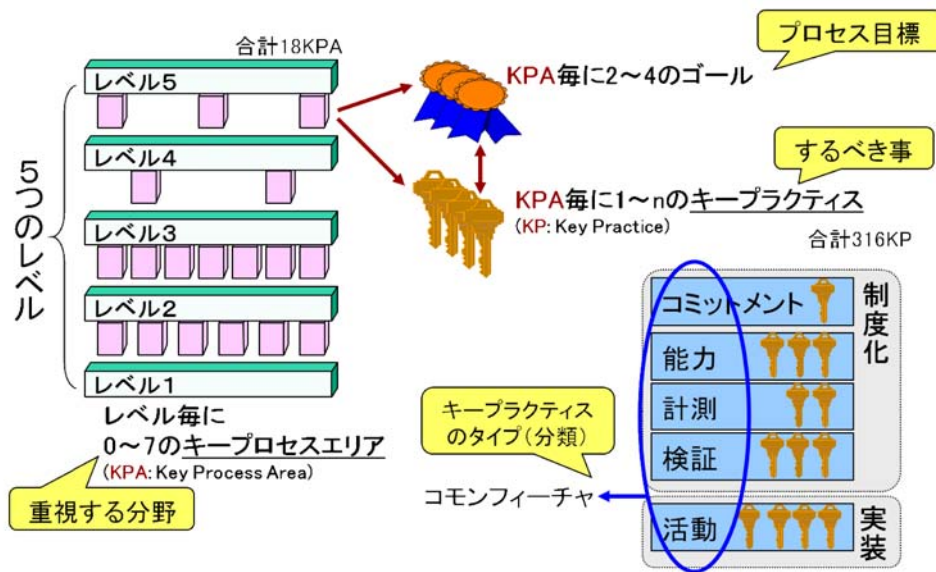 合計18KPA
レベル5
レベル4
レベル3
レベル2
レベル1
5つのレベル
レベル毎に
0～7のキープロセスエリア
(KPA: Key Process Area)
重視する分野
プロセス目標
KPA毎に2～4のゴール
するべき事
KPA毎に1～nのキープラクティス
(KP: Key Practice)
合計316KP
コミットメント
能力
計測
検証
制度化
キープラクティス
のタイプ(分類)
コモンフィーチャ
活動
実装